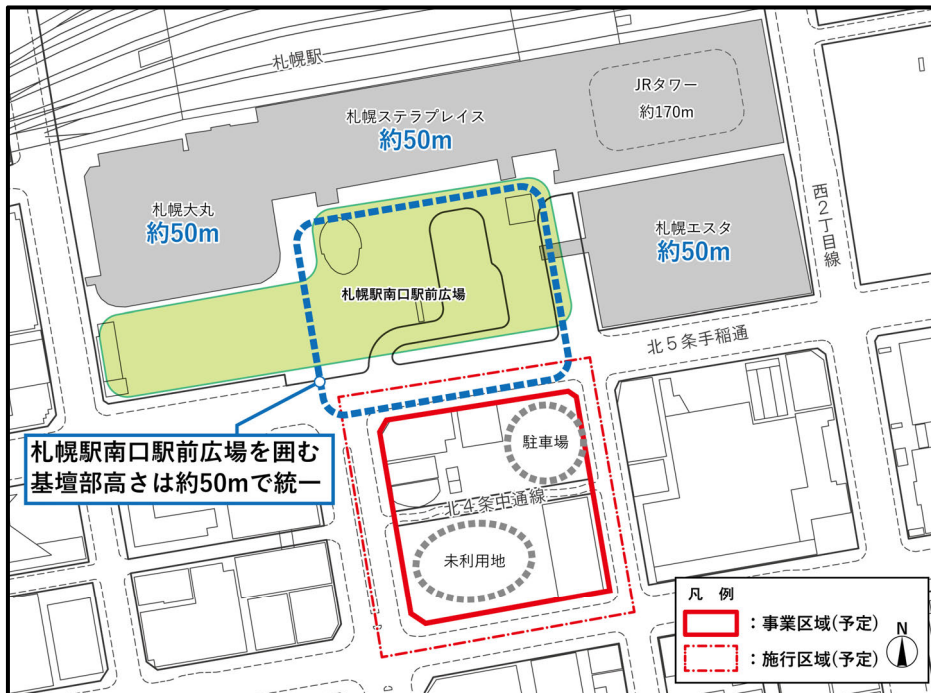 札幌駅
JRタワー
約170m
札幌ステラプレイス
約50m
札幌大丸
約50m
札幌エスタ
約50m
西2丁目線
札幌駅南口駅前広場
北5条手稲通
札幌駅南口駅前広場を囲む
基壇部高さは約50mで統一
駐車場
北4条中通線
未利用地
凡 例
：事業区域(予定)
：施行区域(予定)
N